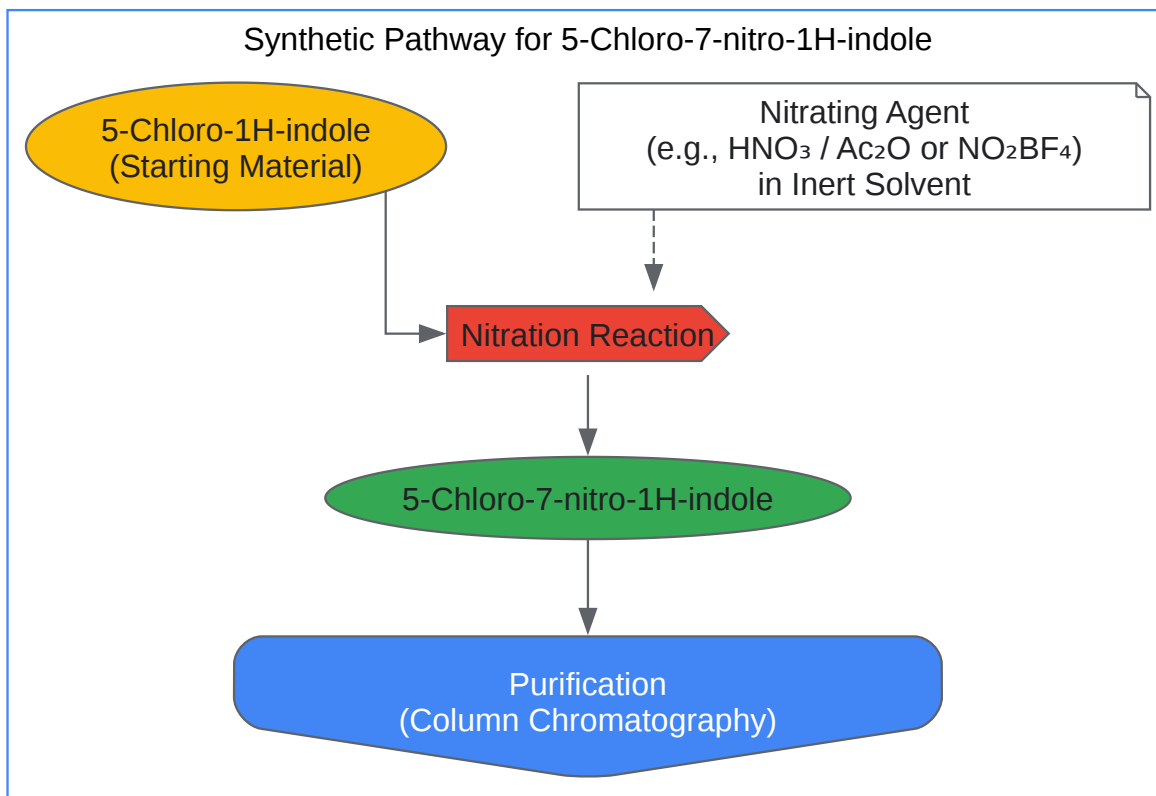 Synthetic Pathway for 5-Chloro-7-nitro-1H-indole
5-Chloro-1H-indole
(Starting Material)
Nitrating Agent
(e.g., HNO₃ / Ac₂O or NO₂BF₄)
in Inert Solvent
Nitration Reaction
5-Chloro-7-nitro-1H-indole
Purification
(Column Chromatography)